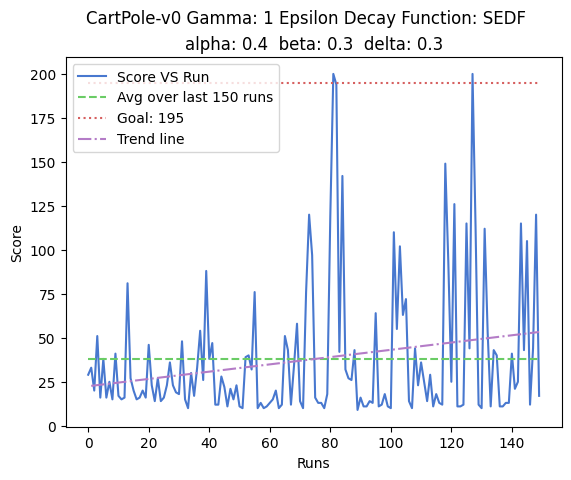 CartPole-v0 Gamma: 1 Epsilon Decay Function: SEDF
alpha: 0.4  beta: 0.3  delta: 0.3
Score VS Run
Avg over last 150 runs
Goal: 195
Trend line
200
175
150
125
100
75
50
25
0
Score
0 20 40 60 80 100 120 140
Runs